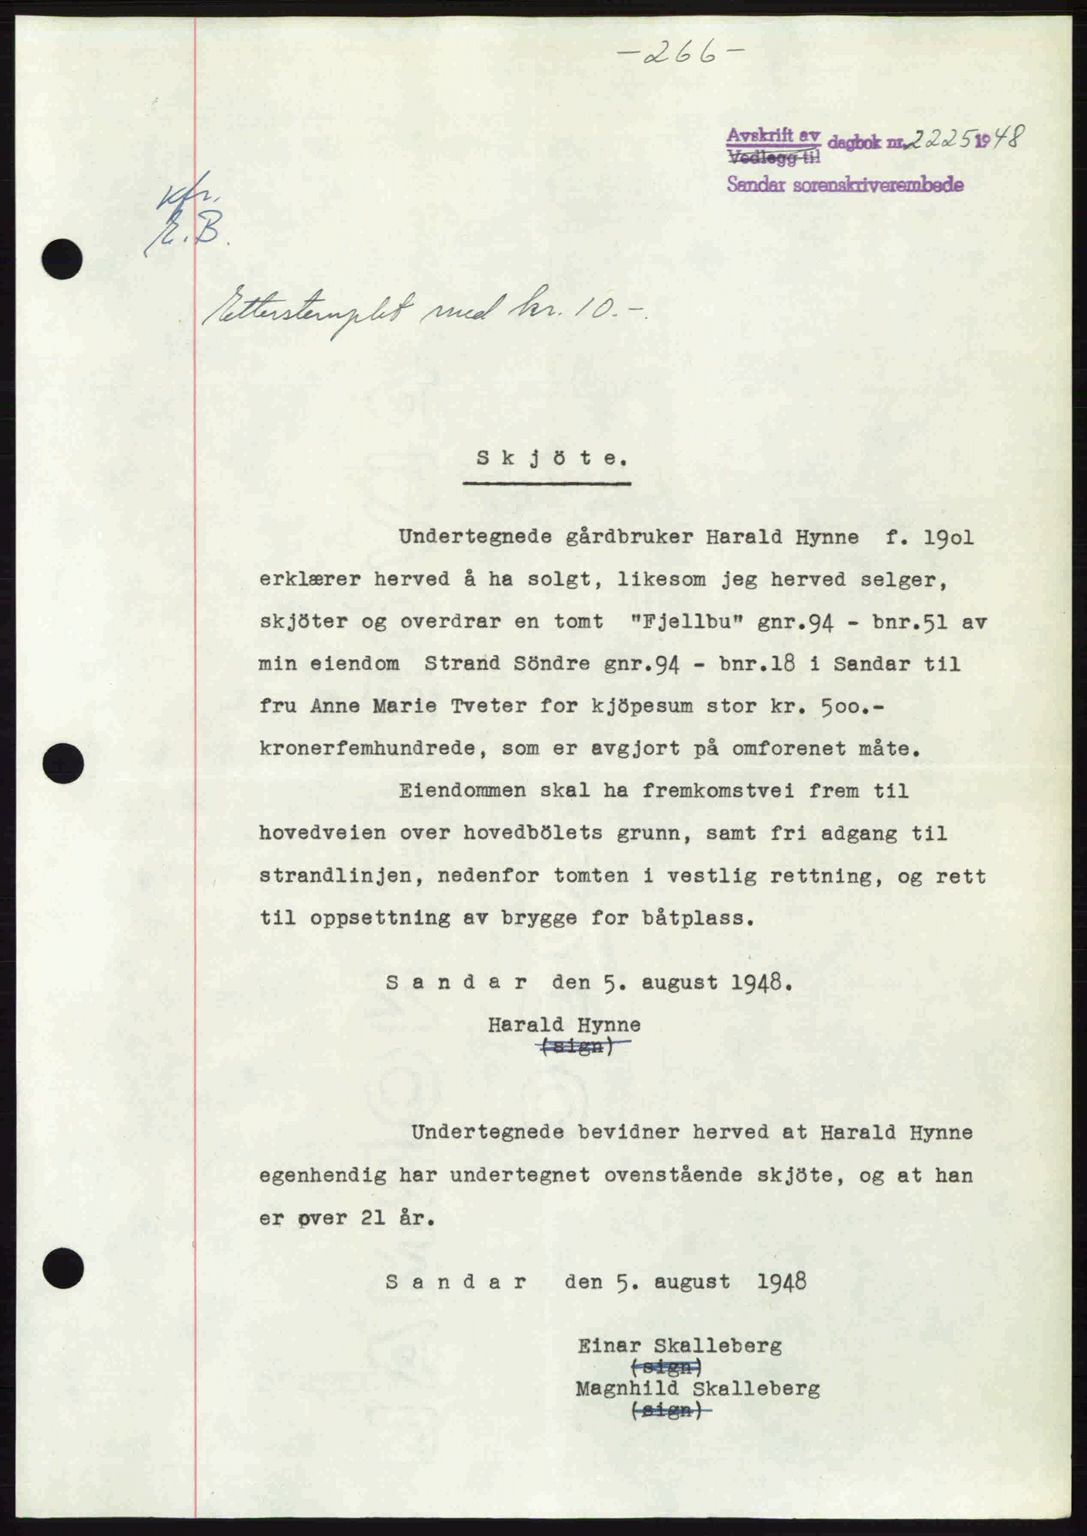 -266-
Avskrift av dagbok nr. 2225 1948
Vedlegg til
Sandar sorenskriverembede
kfr.
E.B.
Etterstemplet med kr. 10.-.
S k j ö t e.
Undertegnede gårdbruker Harald Hynne f. 19o1
erklærer herved å ha solgt, likesom jeg herved selger,
skjöter og overdrar en tomt "Fjellbu" gnr.94 - bnr.51 av
min eiendom Strand Söndre gnr.94 - bnr.18 i Sandar til
fru Anne Marie Tveter for kjöpesum stor kr. 5oo.-
kronerfemhundrede, som er avgjort på omforenet måte.
Eiendommen skal ha fremkomstvei frem til
hovedveien over hovedbölets grunn, samt fri adgang til
strandlinjen, nedenfor tomten i vestlig rettning, og rett
til oppsettning av brygge for båtplass.
S a n d a r den 5. august 1948.
Harald Hynne
(sign)
Undertegnede bevidner herved at Harald Hynne
egenhendig har undertegnet ovenstående skjöte, og at han
er over 21 år.
S a n d a r den 5. august 1948
Einar Skalleberg
(sign)
Magnhild Skalleberg
(sign)